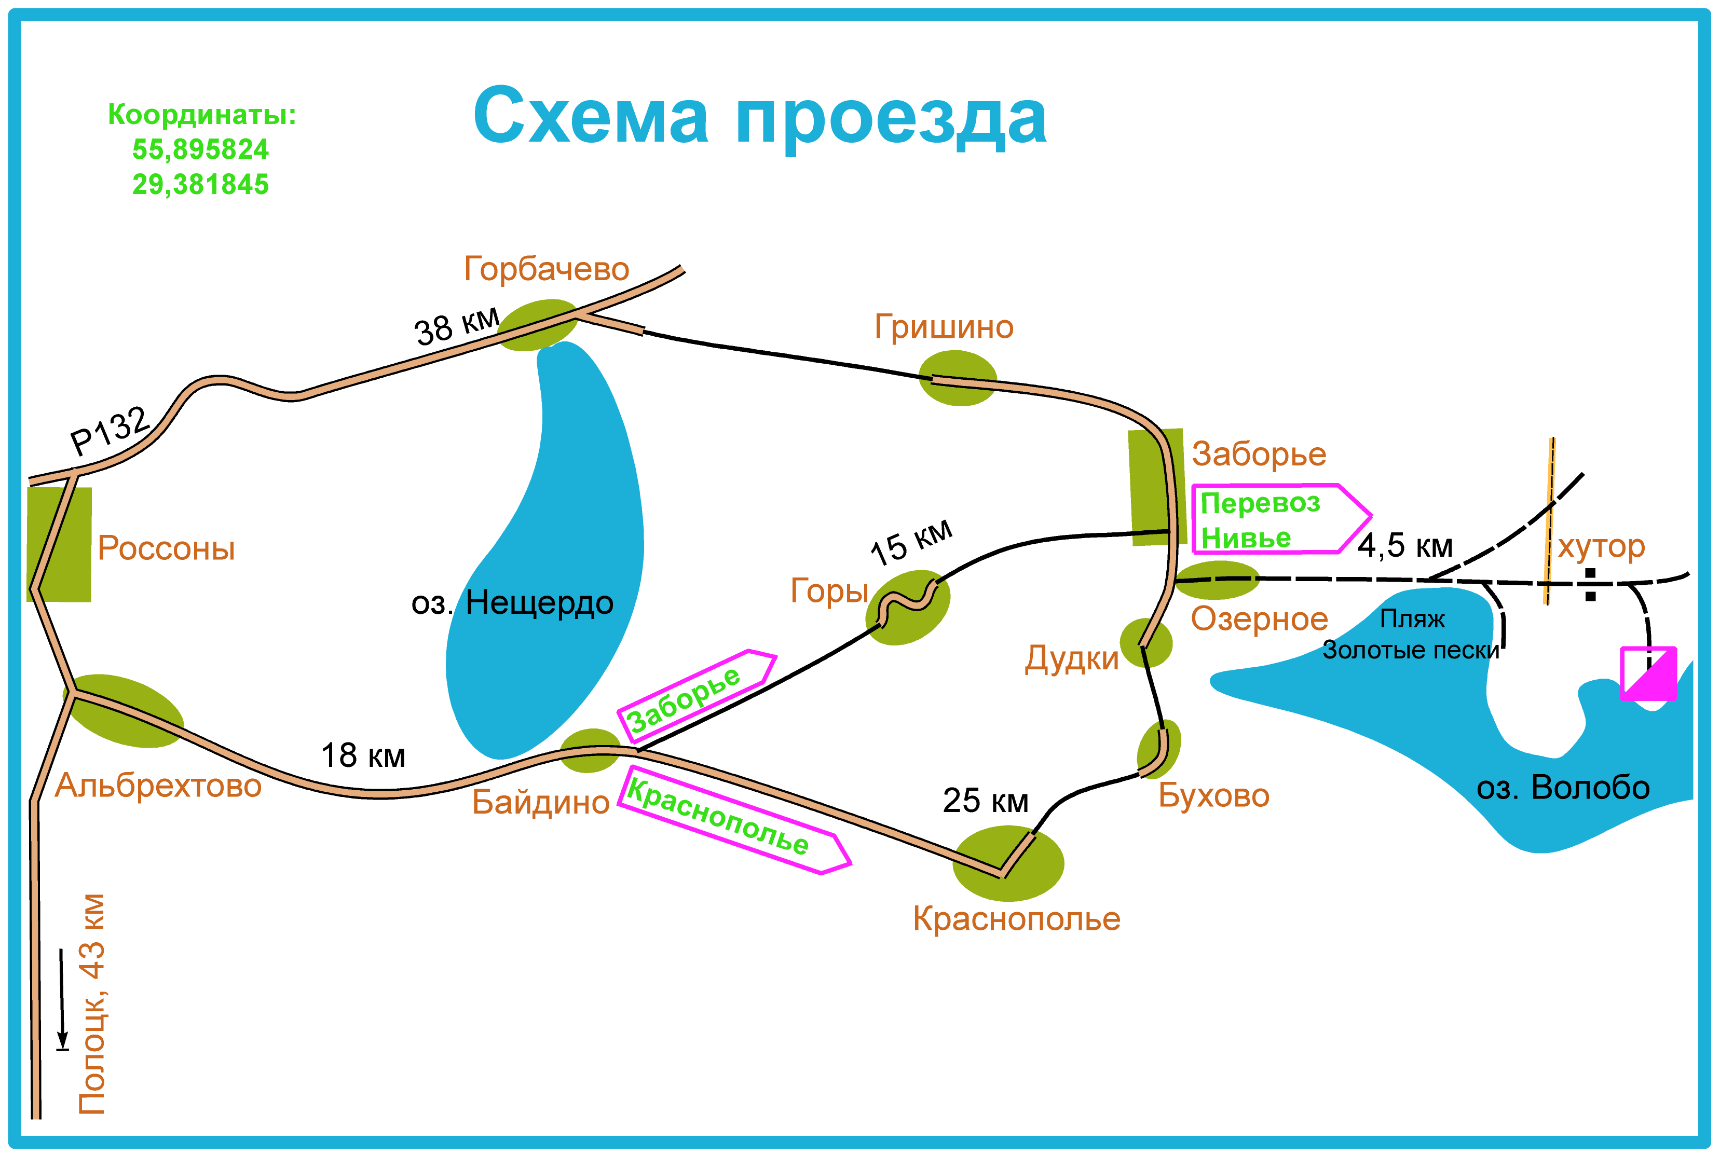 Схема проезда
Координаты:
55,895824
29,381845
Горбачево
38 км
Гришино
Р132
Заборье
Перевоз
Нивье
15 км
4,5 км
хутор
Россоны
Горы
оз. Нещердо
Озерное
Пляж
Золотые пески
Дудки
Заборье
18 км
Альбрехтово
Байдино
Краснополье
25 км
Бухово
оз. Волобо
Краснополье
Полоцк, 43 км